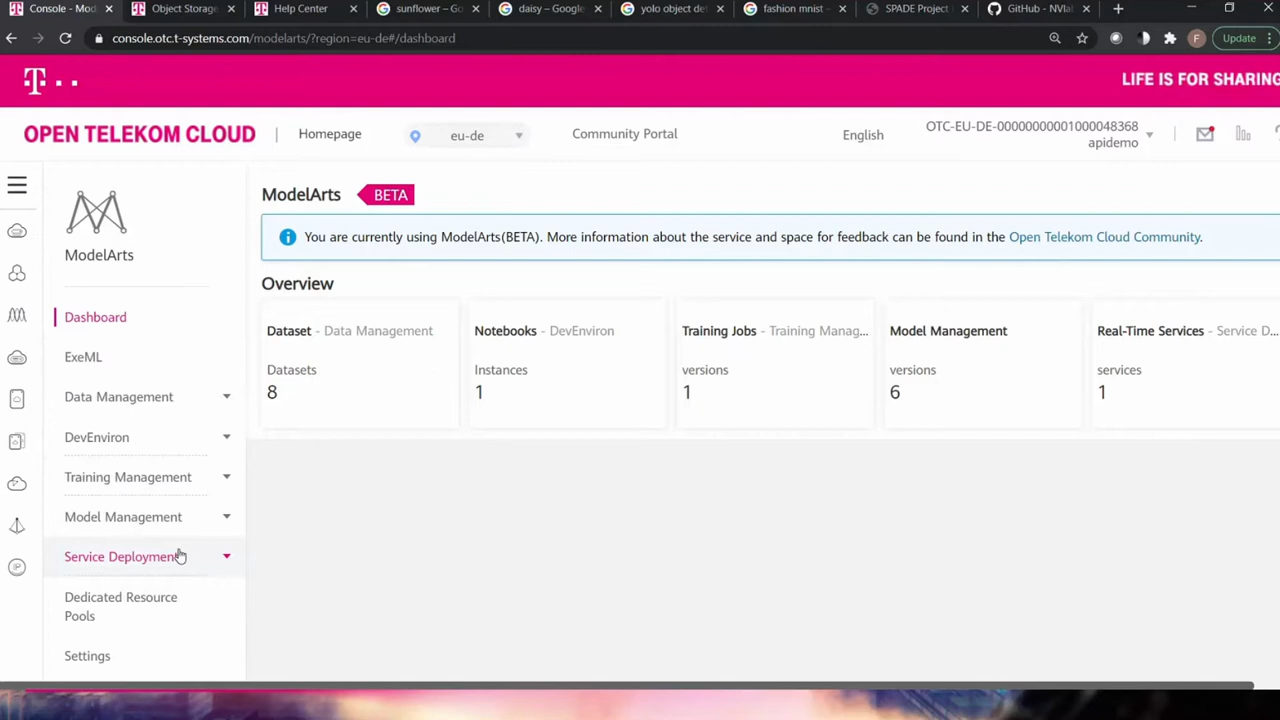 Console - Mod
Object Storage
Help Center
sunflower – Go
daisy – Google
yolo object det
fashion mnist –
SPADE Project
GitHub - NVlab
console.otc.t-systems.com/modelarts/?region=eu-de#/dashboard
F
Update
T
LIFE IS FOR SHARING
OPEN TELEKOM CLOUD
Homepage
eu-de
Community Portal
English
OTC-EU-DE-00000000001000048368
apidemo
ModelArts
Dashboard
ExeML
Data Management
DevEnviron
Training Management
Model Management
Service Deployment
Dedicated Resource
Pools
Settings
ModelArts BETA
You are currently using ModelArts(BETA). More information about the service and space for feedback can be found in the Open Telekom Cloud Community.
Overview
Dataset - Data Management
Datasets
8
Notebooks - DevEnviron
Instances
1
Training Jobs - Training Manag...
versions
1
Model Management
versions
6
Real-Time Services - Service D...
services
1